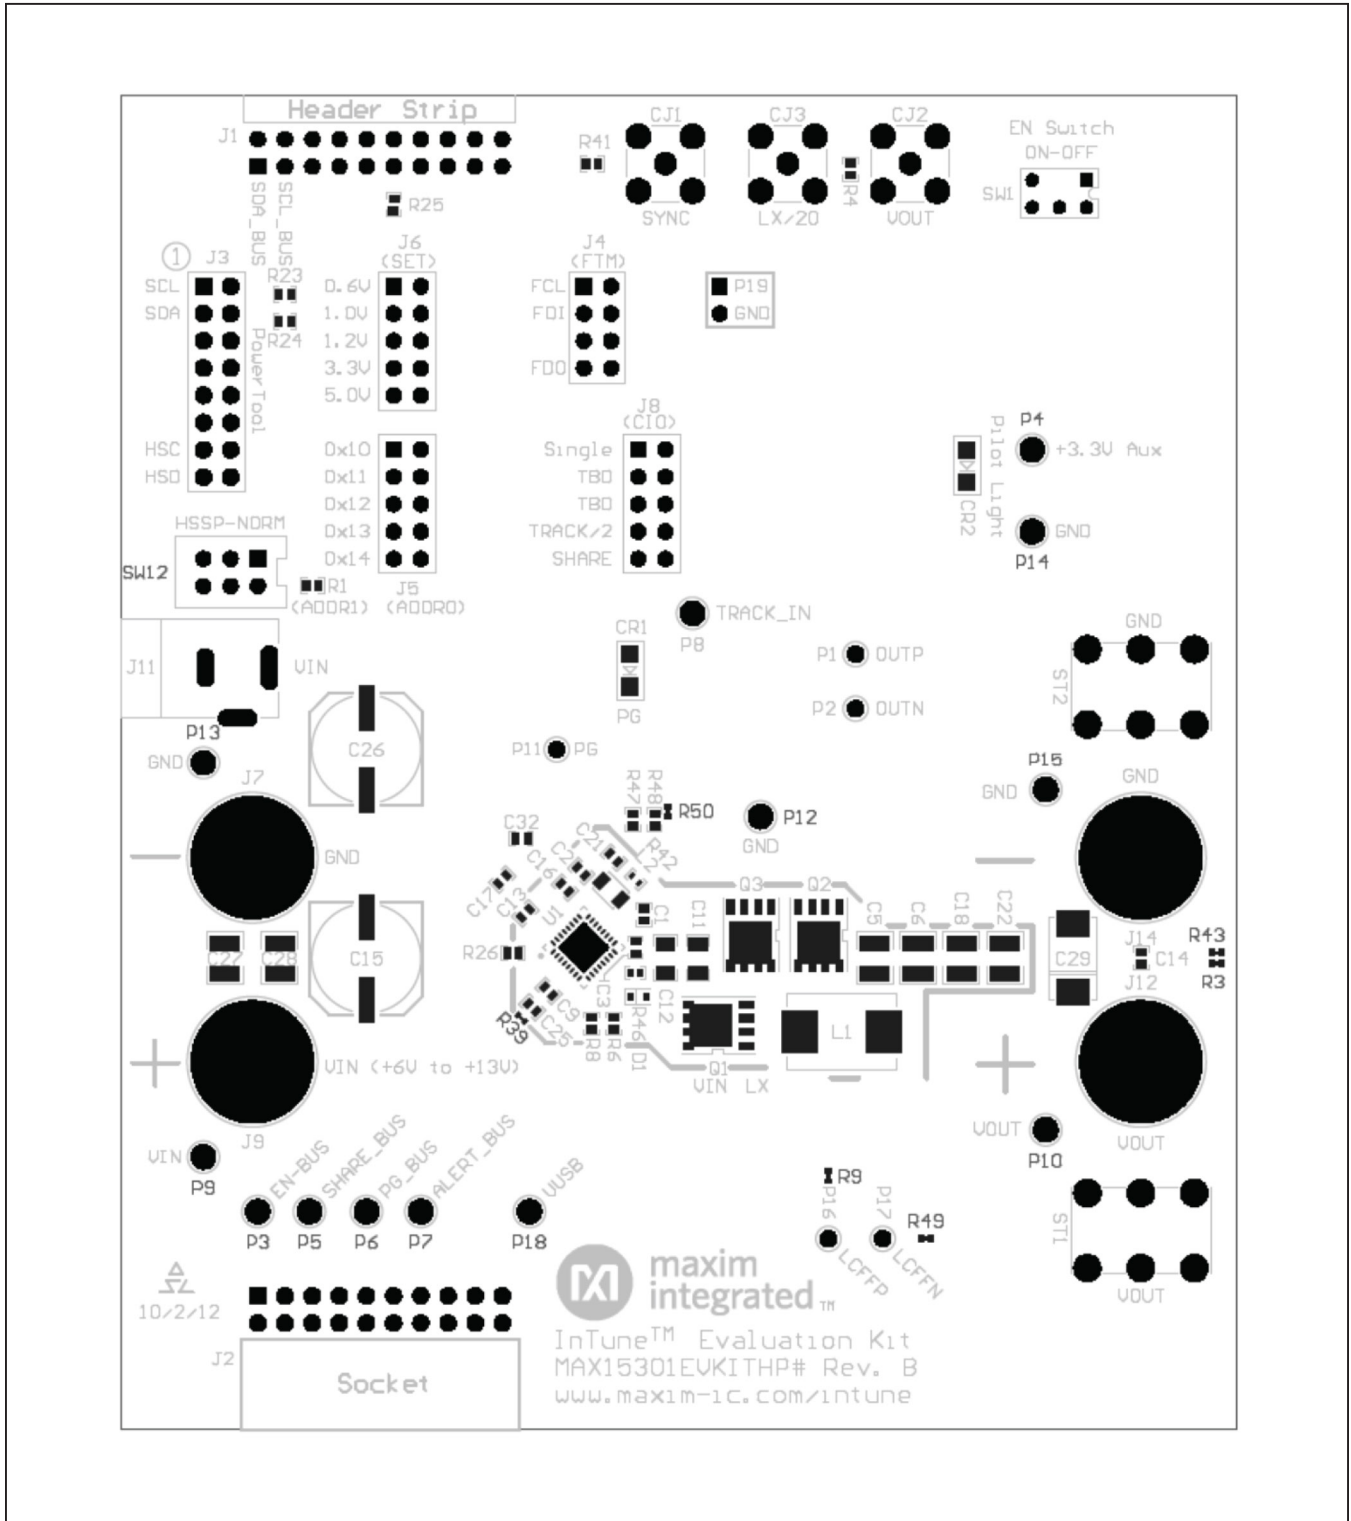 Header Strip
J1
SDA_BUS
SCL_BUS
R25
R41
CJ1
SYNC
CJ3
LX/20
R4
CJ2
VOUT
EN Switch
ON-OFF
SW1
1
J3
SCL
SDA
HSC
HSD
PowerTool
R23
R24
J6
(SET)
0.6V
1.0V
1.2V
3.3V
5.0V
J4
(FTM)
FCL
FDI
FDO
P19
GND
J8
(CIO)
Single
TBD
TBD
TRACK/2
SHARE
0x10
0x11
0x12
0x13
0x14
J5
(ADDR0)
HSSP-NORM
SW12
R1
(ADDR1)
Pilot Light
CR2
P4
+3.3V Aux
GND
P14
J11
VIN
P13
GND
C26
CR1
PG
TRACK_IN
P8
P1
OUTP
P2
OUTN
P11
PG
GND
ST2
P15
GND
GND
J7
GND
C32
R47
R48
R50
P12
GND
C21
R42
L2
C2
C16
C17
C13
U1
R26
C1
C11
Q3
Q2
C5
C6
C18
C22
C29
J14
C14
R43
R3
J12
C27
C28
C15
C9
C25
R39
R8
R6
C3
R46
D1
C12
Q1
VIN LX
L1
VIN (+6V to +13V)
J9
VIN
P9
VOUT
P10
VOUT
EN-BUS
SHARE_BUS
PG_BUS
ALERT_BUS
VUSB
P3
P5
P6
P7
P18
R9
P16
P17
R49
LCFFP
LCFFN
ST1
VOUT
10/2/12
maxim
integrated™
InTune™ Evaluation Kit
MAX15301EVKITHP# Rev. B
www.maxim-ic.com/intune
J2
Socket